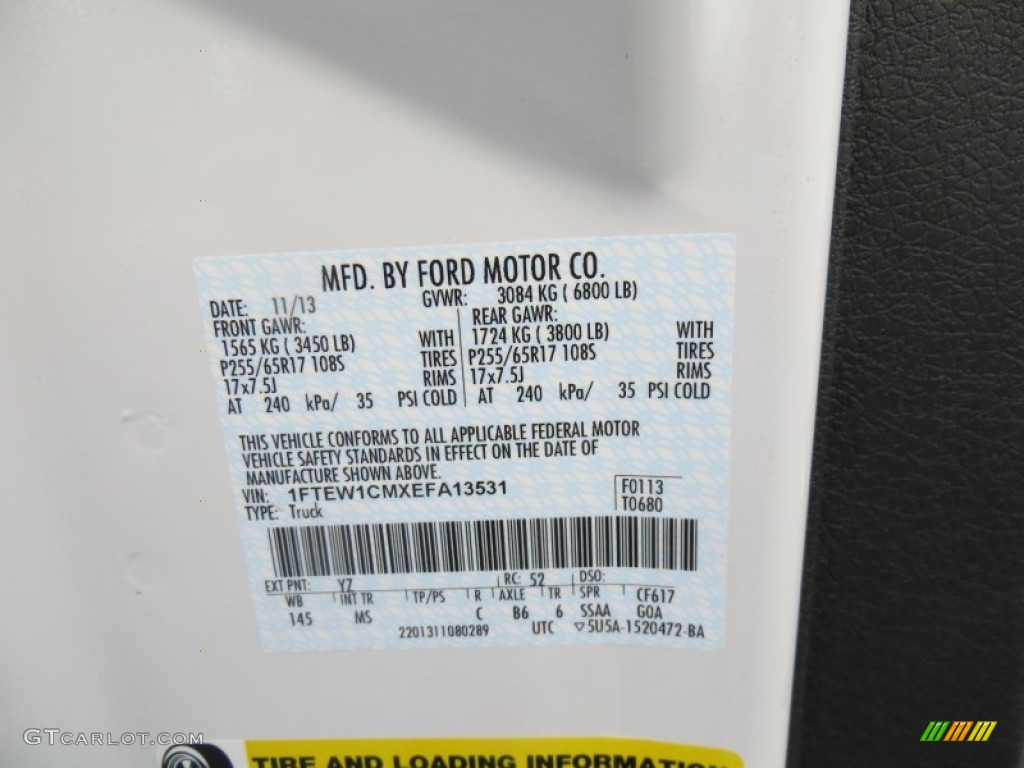 MFD. BY FORD MOTOR CO.
DATE: 11/13 GVWR: 3084 KG ( 6800 LB)
FRONT GAWR: REAR GAWR:
1565 KG ( 3450 LB) WITH 1724 KG ( 3800 LB) WITH
P255/65R17 108S TIRES P255/65R17 108S TIRES
17x7.5J RIMS 17x7.5J RIMS
AT 240 kPa/ 35 PSI COLD AT 240 kPa/ 35 PSI COLD
THIS VEHICLE CONFORMS TO ALL APPLICABLE FEDERAL MOTOR
VEHICLE SAFETY STANDARDS IN EFFECT ON THE DATE OF
MANUFACTURE SHOWN ABOVE.
VIN: 1FTEW1CMXEFA13531 F0113
TYPE: Truck T0680
EXT PNT: YZ RC: 52 DSO:
WB INT TR TP/PS R AXLE TR SPR CF617
145 MS C B6 6 SSAA GOA
2201311080289 UTC ▽5U5A-1520472-BA
GTCARLOT.COM
TIRE AND LOADING INFORMATION